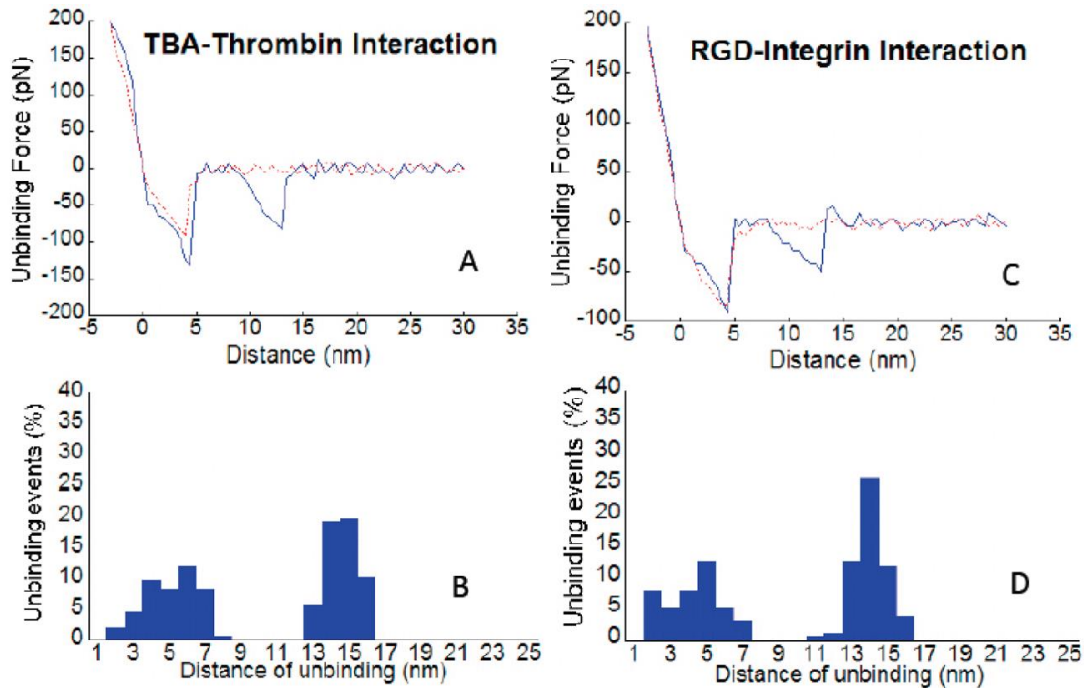 TBA-Thrombin Interaction
Unbinding Force (pN)
200
150
100
50
0
-50
-100
-150
-200
-5 0 5 10 15 20 25 30 35
Distance (nm)
A
RGD-Integrin Interaction
Unbinding Force (pN)
200
150
100
50
0
-50
-100
-5 0 5 10 15 20 25 30 35
Distance (nm)
C
Unbinding events (%)
40
35
30
25
20
15
10
5
0
1 3 5 7 9 11 13 15 17 19 21 23 25
Distance of unbinding (nm)
B
Unbinding events (%)
40
35
30
25
20
15
10
5
0
1 3 5 7 9 11 13 15 17 19 21 23 25
Distance of unbinding (nm)
D